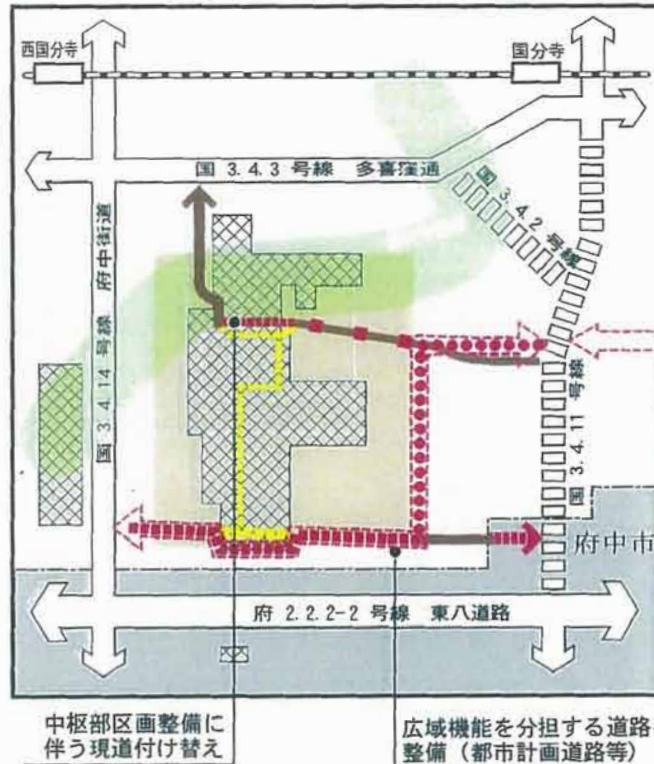 西国分寺
国分寺
国 3.4.3 号線 多喜窪通
国 3.4.2 号線
国 3.4.14 号線 府中街道
国 3.4.11 号線
府中市
府 2.2.2-2 号線 東八道路
中枢部区画整備に
伴う現道付け替え
広域機能を分担する道路
整備（都市計画道路等）